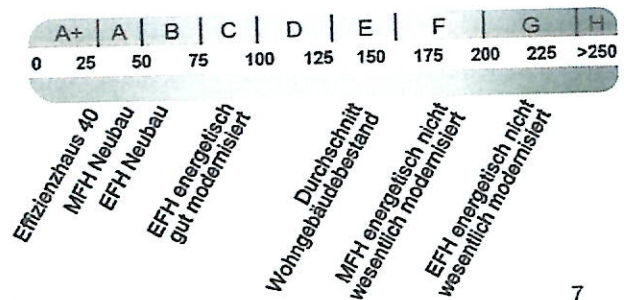 A+ | A | B | C | D | E | F | G | H
0 25 50 75 100 125 150 175 200 225 >250
Effizienzhaus 40
MFH Neubau
EFH Neubau
EFH energetisch
gut modernisiert
Durchschnitt
Wohngebäudebestand
MFH energetisch nicht
wesentlich modernisiert
EFH energetisch nicht
wesentlich modernisiert
7